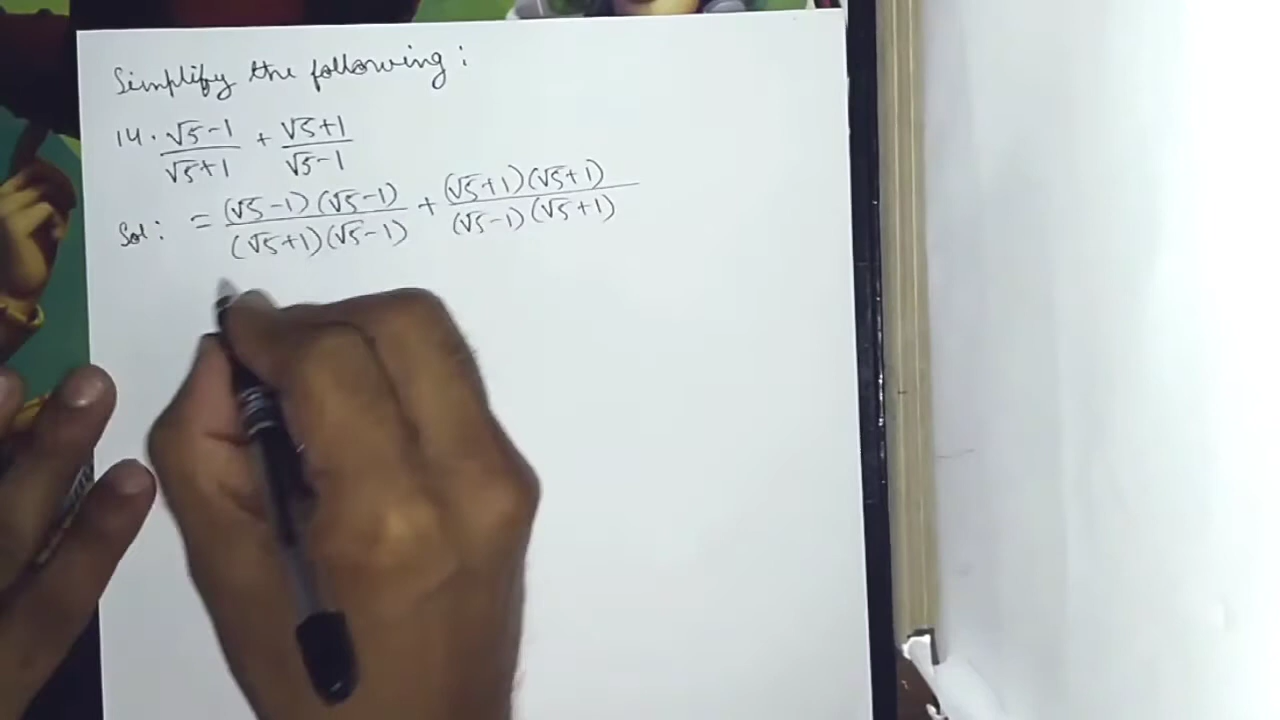 Simplify the following :
14. √5-1/√5+1 + √5+1/√5-1
Sol: = (√5-1)(√5-1)/(√5+1)(√5-1) + (√5+1)(√5+1)/(√5-1)(√5+1)